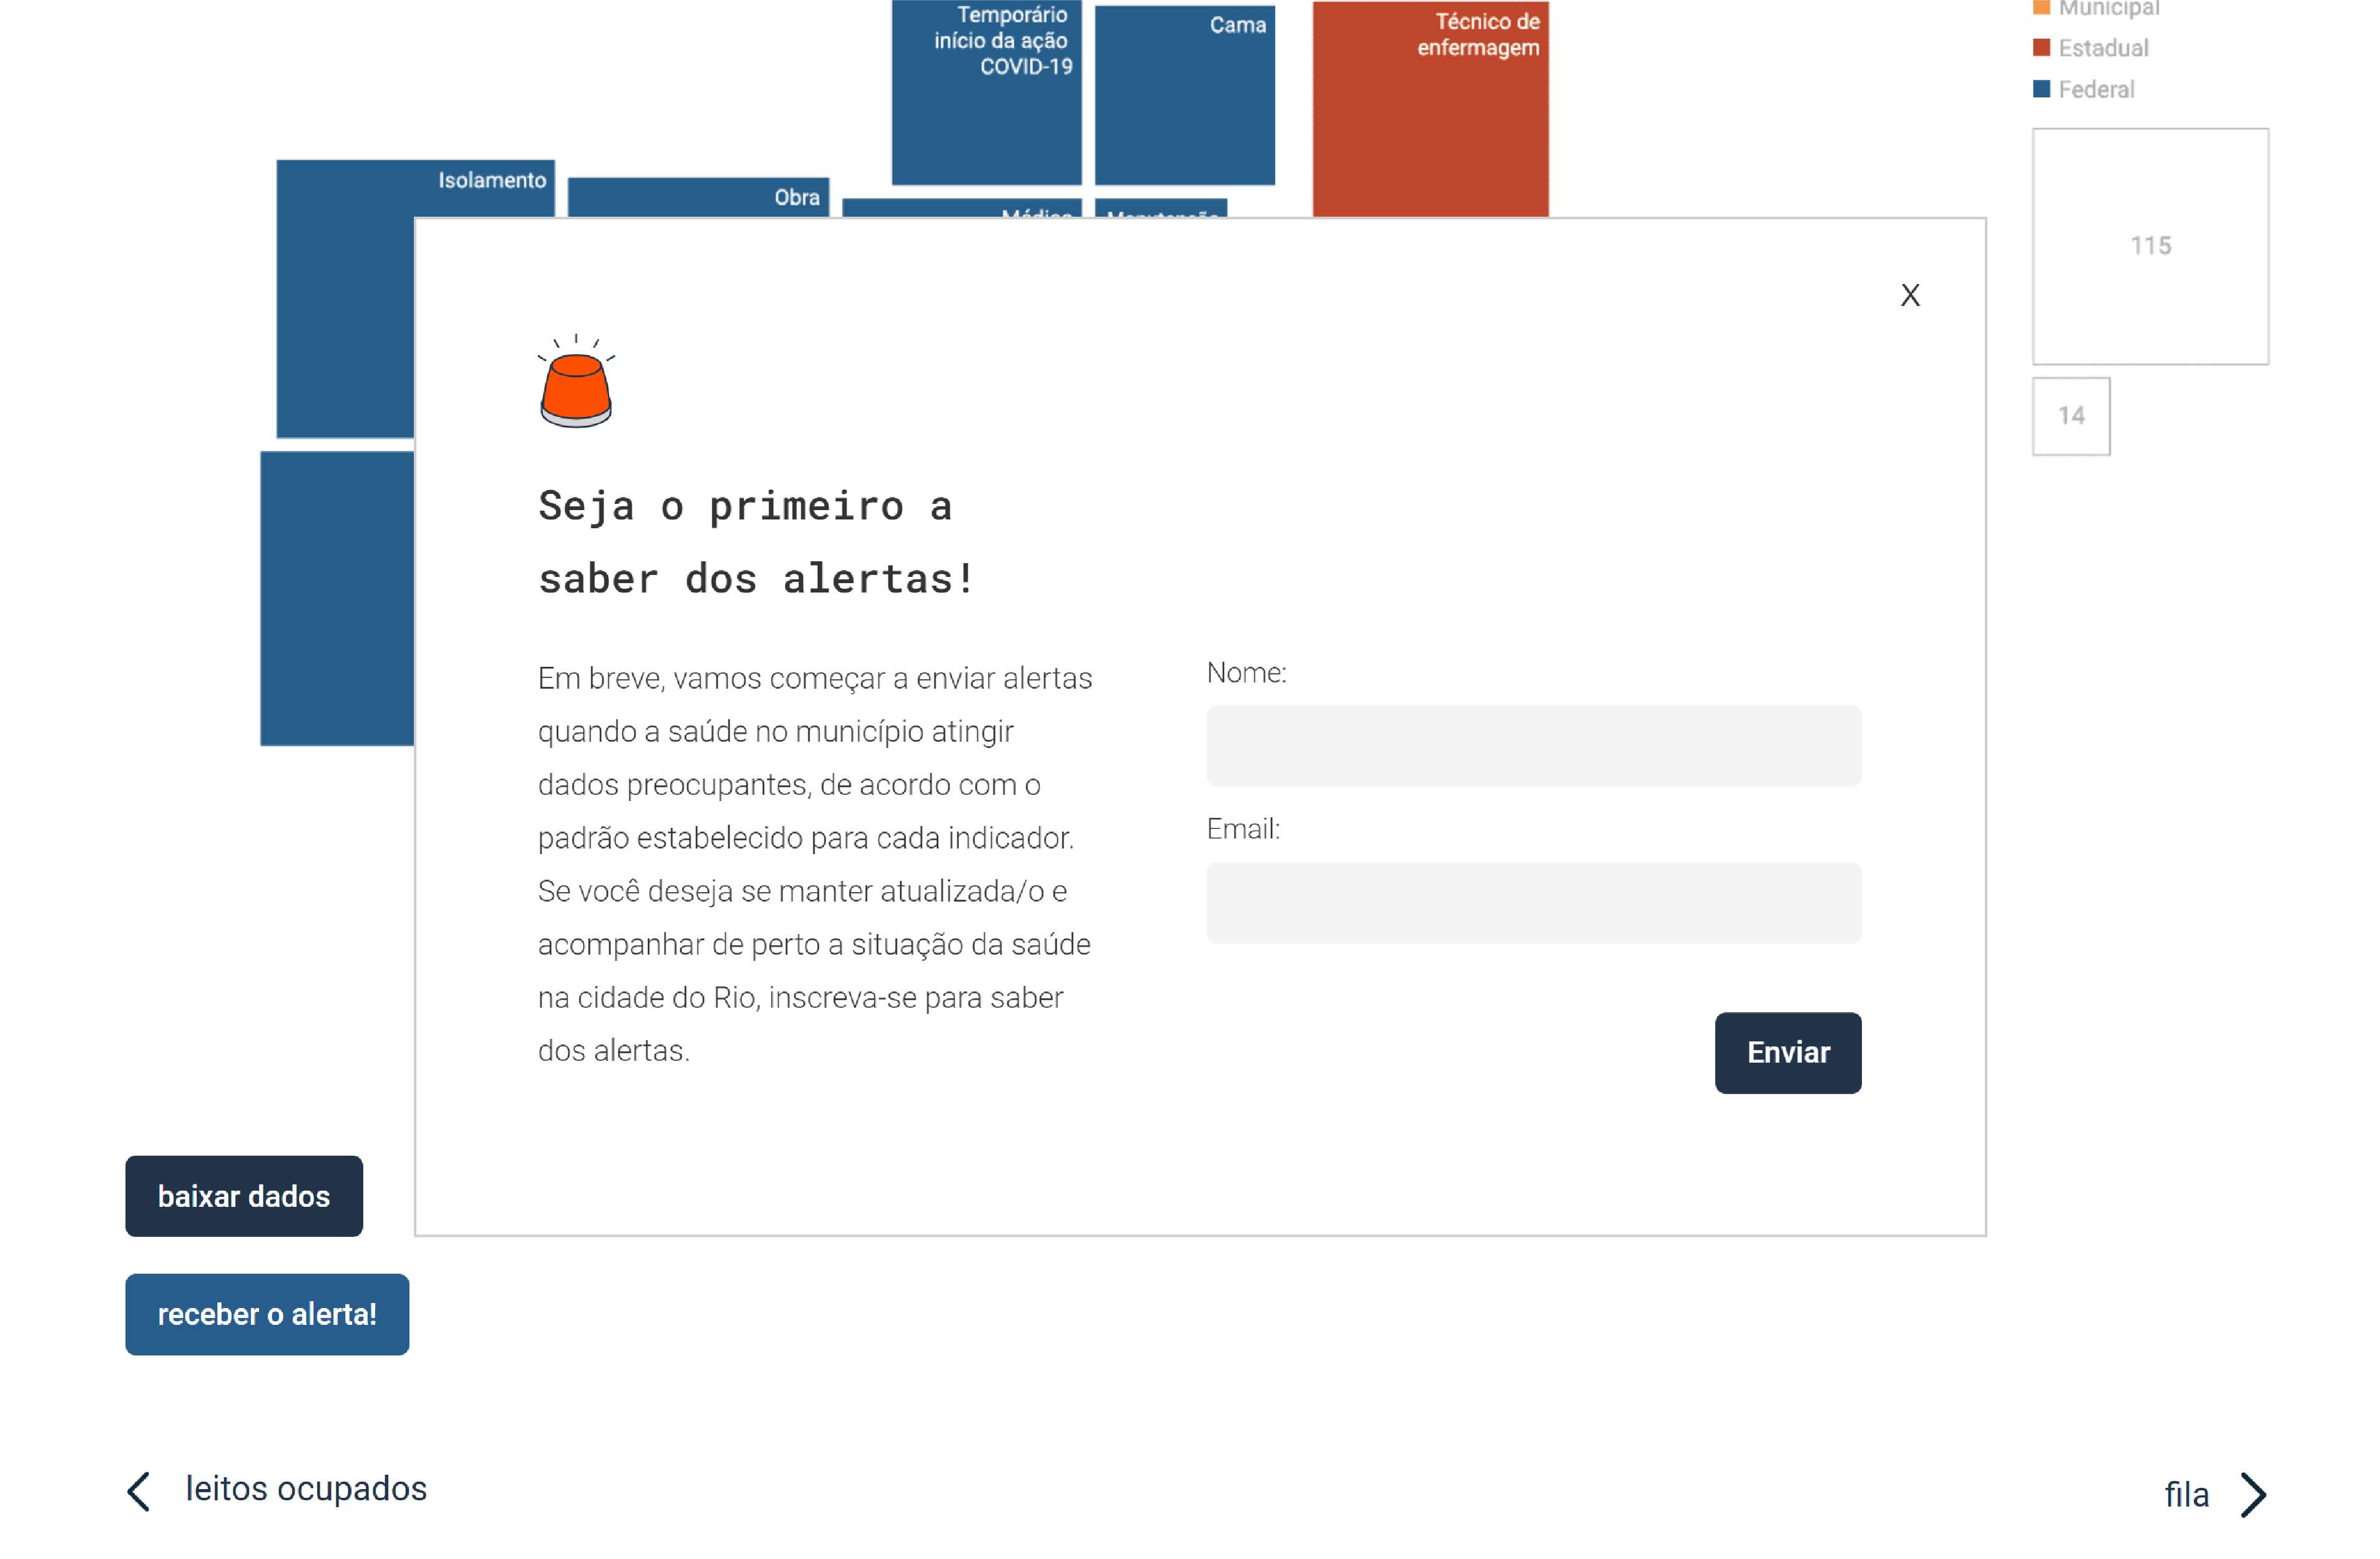 Temporário
início da ação
COVID-19
Cama
Técnico de
enfermagem
Municipal
Estadual
Federal
115
14
Isolamento
Obra
Médico
Manutenção
X
Seja o primeiro a
saber dos alertas!
Em breve, vamos começar a enviar alertas
quando a saúde no município atingir
dados preocupantes, de acordo com o
padrão estabelecido para cada indicador.
Se você deseja se manter atualizada/o e
acompanhar de perto a situação da saúde
na cidade do Rio, inscreva-se para saber
dos alertas.
Nome:
Email:
Enviar
baixar dados
receber o alerta!
leitos ocupados
fila